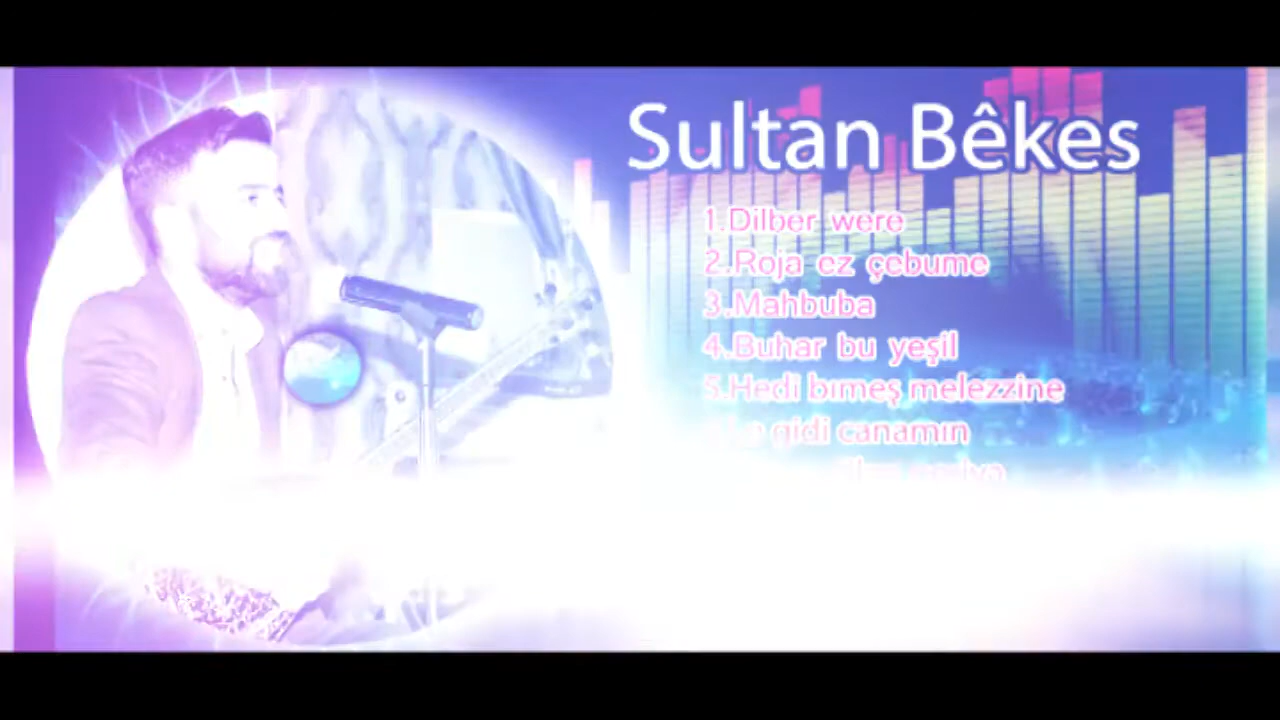 Sultan Bêkes
1.Dilber were
2.Roja ez çebume
3.Mahbuba
4.Buhar bu yeşil
5.Hedi bımeş melezzine
gidi canamın